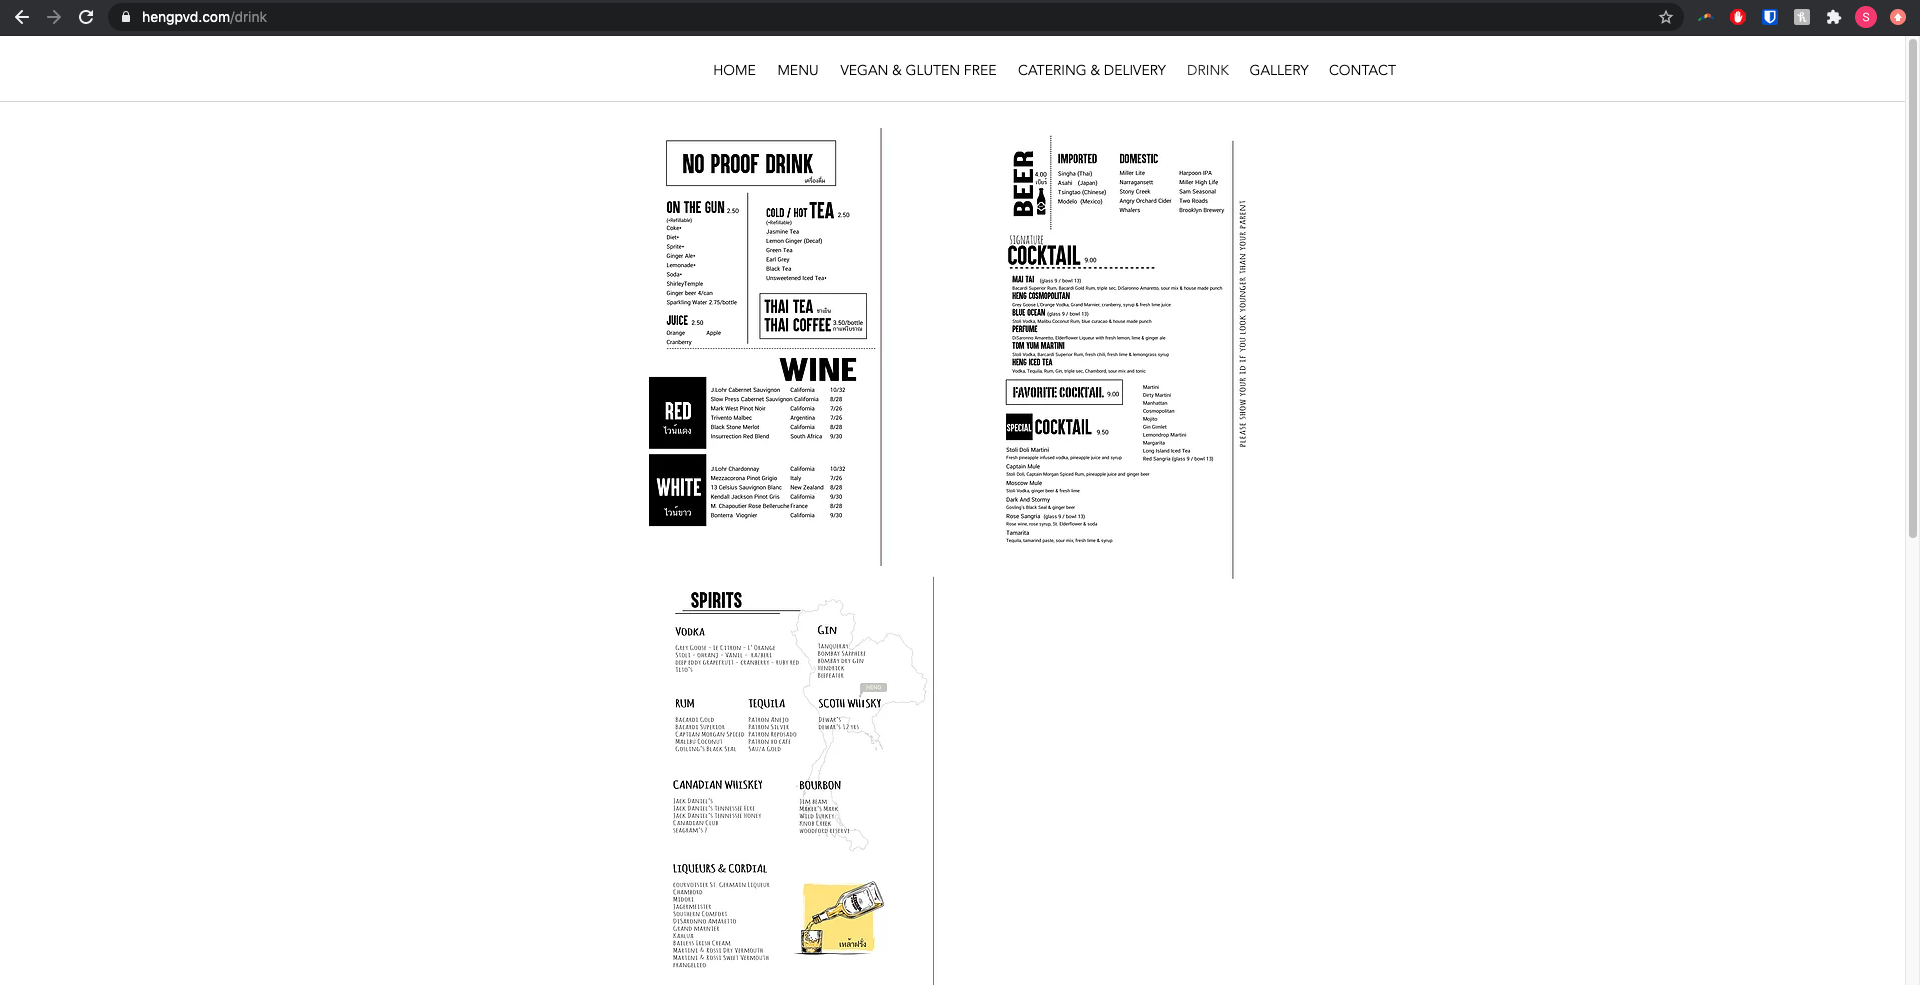 hengpvd.com/drink
S
HOME MENU VEGAN & GLUTEN FREE CATERING & DELIVERY DRINK GALLERY CONTACT
NO PROOF DRINK
เครื่องดื่ม
ON THE GUN 2.50
(•Refillable)
Coke•
Diet•
Sprite•
Ginger Ale•
Lemonade•
Soda•
ShirleyTemple
Ginger beer 4/can
Sparkling Water 2.75/bottle
JUICE 2.50
Orange Apple
Cranberry
COLD / HOT TEA 2.50
(•Refillable)
Jasmine Tea
Lemon Ginger (Decaf)
Green Tea
Earl Grey
Black Tea
Unsweetened Iced Tea•
THAI TEA ชาเย็น
THAI COFFEE 3.50/bottle
กาแฟโบราณ
WINE
RED
ไวน์แดง
J.Lohr Cabernet Sauvignon California 10/32
Slow Press Cabernet Sauvignon California 8/28
Mark West Pinot Noir California 7/26
Trivento Malbec Argentina 7/26
Black Stone Merlot California 8/28
Insurrection Red Blend South Africa 9/30
WHITE
ไวน์ขาว
J.Lohr Chardonnay California 10/32
Mezzacorona Pinot Grigio Italy 7/26
13 Celsius Sauvignon Blanc New Zealand 8/28
Kendall Jackson Pinot Gris California 9/30
M. Chapoutier Rose Belleruche France 8/28
Bonterra Viognier California 9/30
BEER
4.00
เบียร์
IMPORTED
Singha (Thai)
Asahi (Japan)
Tsingtao (Chinese)
Modelo (Mexico)
DOMESTIC
Miller Lite
Narragansett
Stony Creek
Angry Orchard Cider
Whalers
Harpoon IPA
Miller High Life
Sam Seasonal
Two Roads
Brooklyn Brewery
SIGNATURE
COCKTAIL 9.00
MAI TAI (glass 9 / bowl 13)
Bacardi Superior Rum, Bacardi Gold Rum, triple sec, DiSaronno Amaretto, sour mix & house made punch
HENG COSMOPOLITAN
Grey Goose L'Orange Vodka, Grand Marnier, cranberry, syrup & fresh lime juice
BLUE OCEAN (glass 9 / bowl 13)
Stoli Vodka, Malibu Coconut Rum, blue curacao & house made punch
PERFUME
DiSaronno Amaretto, Elderflower Liqueur with fresh lemon, lime & ginger ale
TOM YUM MARTINI
Stoli Vodka, Barcardi Superior Rum, fresh chili, fresh lime & lemongrass syrup
HENG ICED TEA
Vodka, Tequila, Rum, Gin, triple sec, Chambord, sour mix and tonic
FAVORITE COCKTAIL 9.00
Martini
Dirty Martini
Manhattan
Cosmopolitan
Mojito
Gin Gimlet
Lemondrop Martini
Margarita
Long Island Iced Tea
Red Sangria (glass 9 / bowl 13)
SPECIAL COCKTAIL 9.50
Stoli Doli Martini
Fresh pineapple infused vodka, pineapple juice and syrup
Captain Mule
Stoli Doli, Captain Morgan Spiced Rum, pineapple juice and ginger beer
Moscow Mule
Stoli Vodka, ginger beer & fresh lime
Dark And Stormy
Gosling's Black Seal & ginger beer
Rose Sangria (glass 9 / bowl 13)
Rose wine, rose syrup, St. Elderflower & soda
Tamarita
Tequila, tamarind paste, sour mix, fresh lime & syrup
PLEASE SHOW YOUR ID IF YOU LOOK YOUNGER THAN YOUR PARENT
SPIRITS
VODKA
GREY GOOSE - LE CITRON - L' ORANGE
STOLI - OHRANJ - VANIL - RAZBERI
DEEP EDDY GRAPEFRUIT - CRANBERRY - RUBY RED
TITO'S
GIN
TANQUERAY
BOMBAY SAPPHIRE
BOMBAY DRY GIN
HENDRICK
BEEFEATER
HENG
RUM
BACARDI GOLD
BACARDI SUPERIOR
CAPTIAN MORGAN SPICED
MALIBU COCONUT
GOSLING'S BLACK SEAL
TEQUILA
PATRON ANEJO
PATRON SILVER
PATRON REPOSADO
PATRON XO CAFE
SAUZA GOLD
SCOTH WHISKY
DEWAR'S
DEWAR'S 12 YRS
CANADIAN WHISKEY
JACK DANIEL'S
JACK DANIEL'S TENNESSEE FIRE
JACK DANIEL'S TENNESSEE HONEY
CANADIAN CLUB
SEAGRAM'S 7
BOURBON
JIM BEAM
MAKER'S MARK
WILD TURKEY
KNOB CREEK
WOODFORD RESERVE
LIQUEURS & CORDIAL
COURVOISIER ST. GERMAIN LIQUEUR
CHAMBORD
MIDORI
JAGERMEISTER
SOUTHERN COMFORT
DISARONNO AMARETTO
GRAND MARNIER
KAHLUA
BAILEYS IRISH CREAM
MARTINI & ROSSI DRY VERMOUTH
MARTINI & ROSSI SWEET VERMOUTH
FRANGELICO
เหล้าฝรั่ง